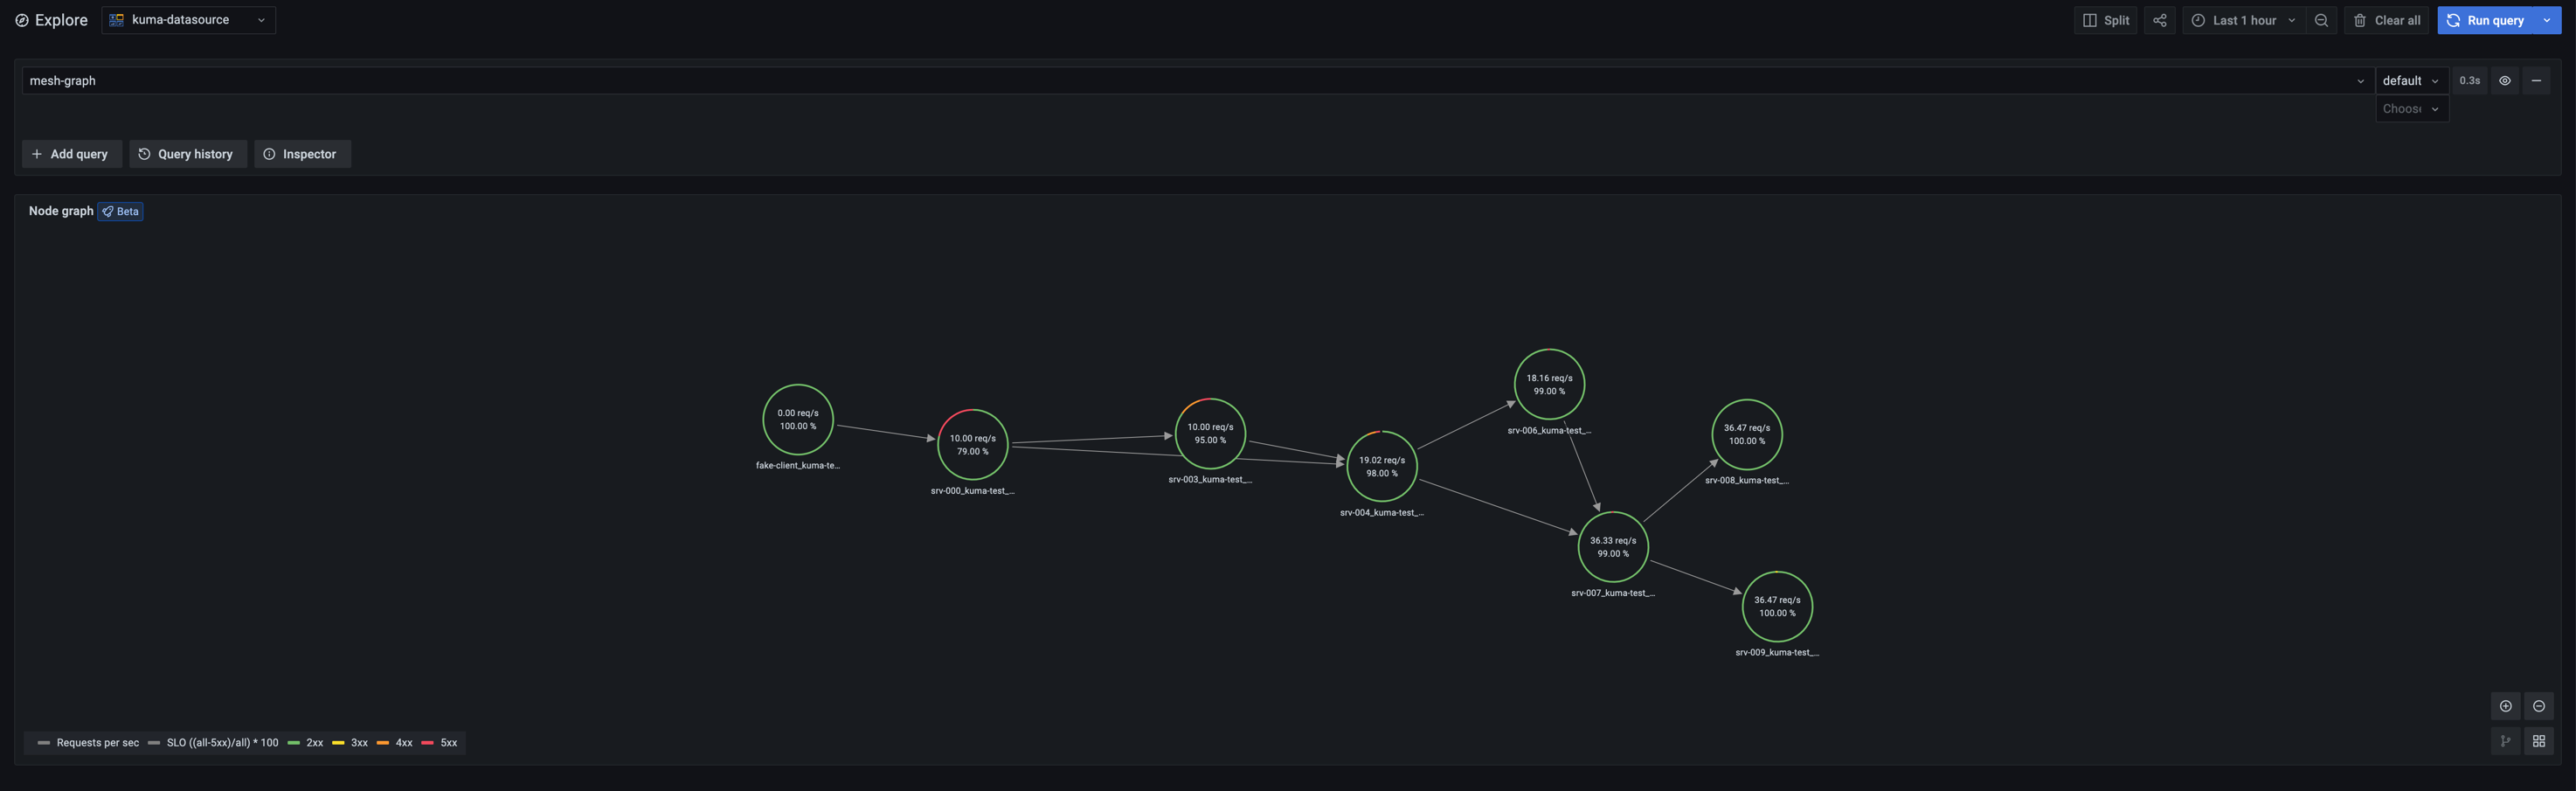 Explore
kuma-datasource
Split
Last 1 hour
Clear all
Run query
mesh-graph
default
0.3s
Choose
Add query
Query history
Inspector
Node graph
Beta
18.16 req/s
99.00 %
srv-006_kuma-test_...
0.00 req/s
100.00 %
fake-client_kuma-te...
10.00 req/s
79.00 %
srv-000_kuma-test_...
10.00 req/s
95.00 %
srv-003_kuma-test_...
19.02 req/s
98.00 %
srv-004_kuma-test_...
36.47 req/s
100.00 %
srv-008_kuma-test_...
36.33 req/s
99.00 %
srv-007_kuma-test_...
36.47 req/s
100.00 %
srv-009_kuma-test_...
Requests per sec
SLO ((all-5xx)/all) * 100
2xx
3xx
4xx
5xx